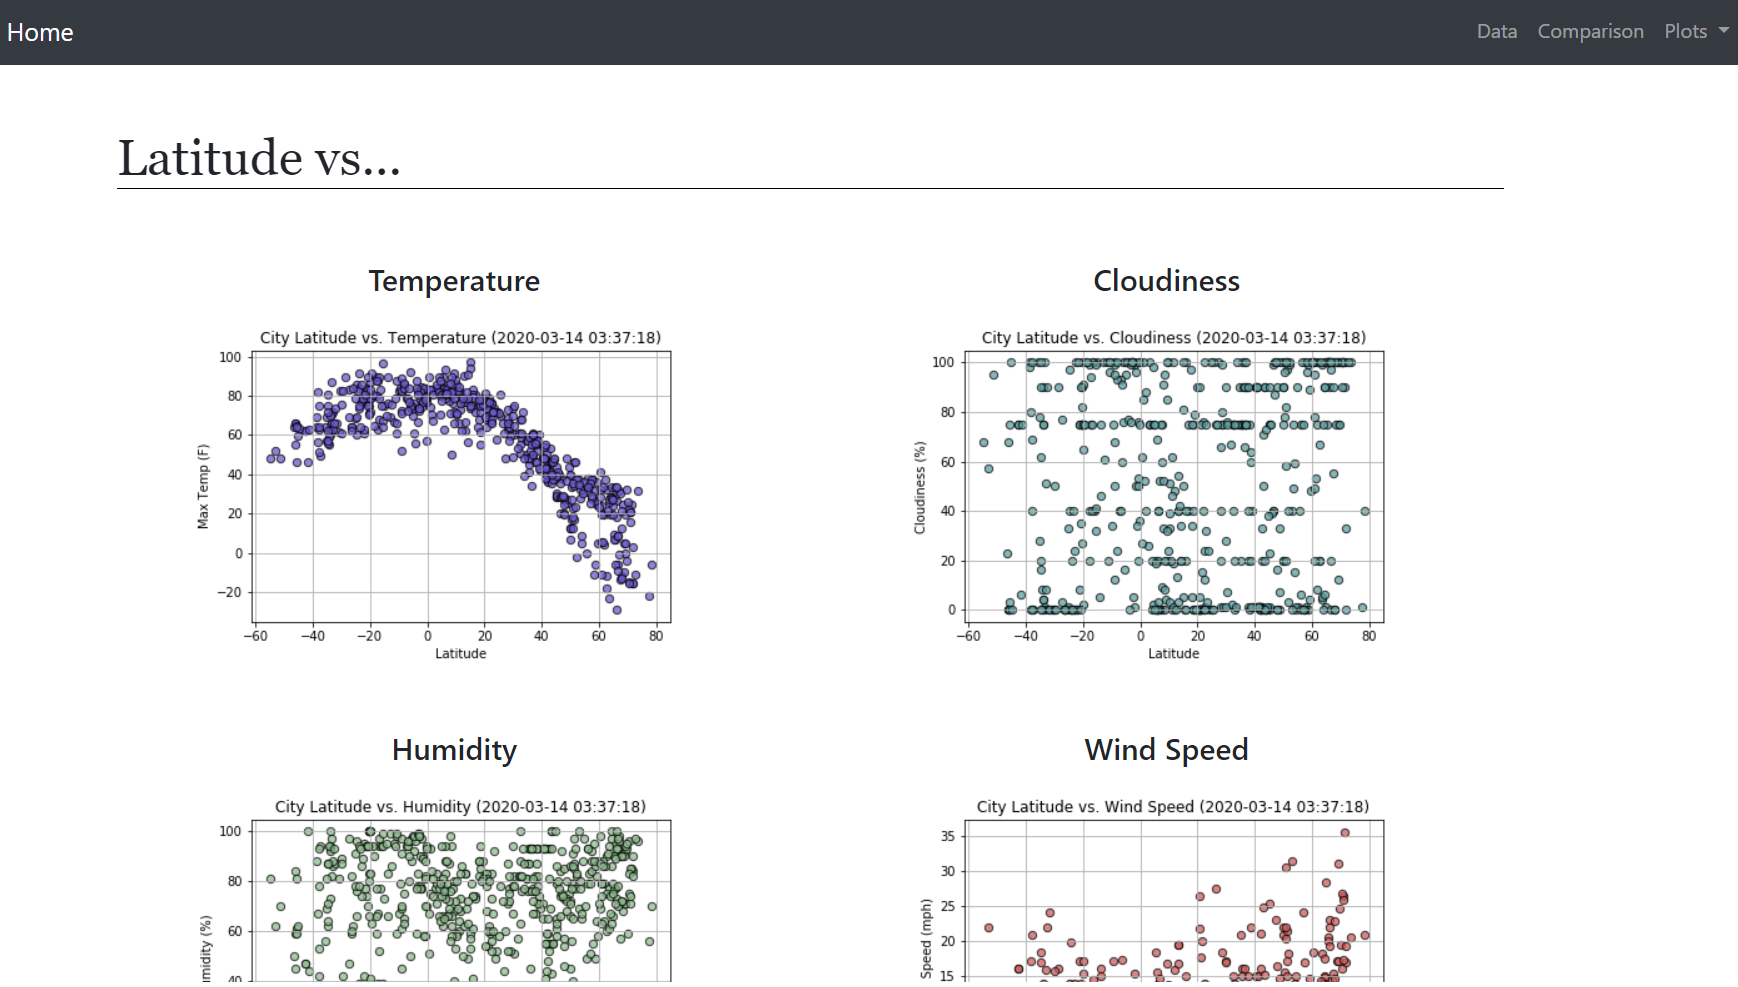 Home Data Comparison Plots
Latitude vs...
Temperature
City Latitude vs. Temperature (2020-03-14 03:37:18)
Max Temp (F)
100
80
60
40
20
0
−20
−60 −40 −20 0 20 40 60 80
Latitude
Cloudiness
City Latitude vs. Cloudiness (2020-03-14 03:37:18)
Cloudiness (%)
100
80
60
40
20
0
−60 −40 −20 0 20 40 60 80
Latitude
Humidity
City Latitude vs. Humidity (2020-03-14 03:37:18)
midity (%)
100
80
60
40
Wind Speed
City Latitude vs. Wind Speed (2020-03-14 03:37:18)
Speed (mph)
35
30
25
20
15